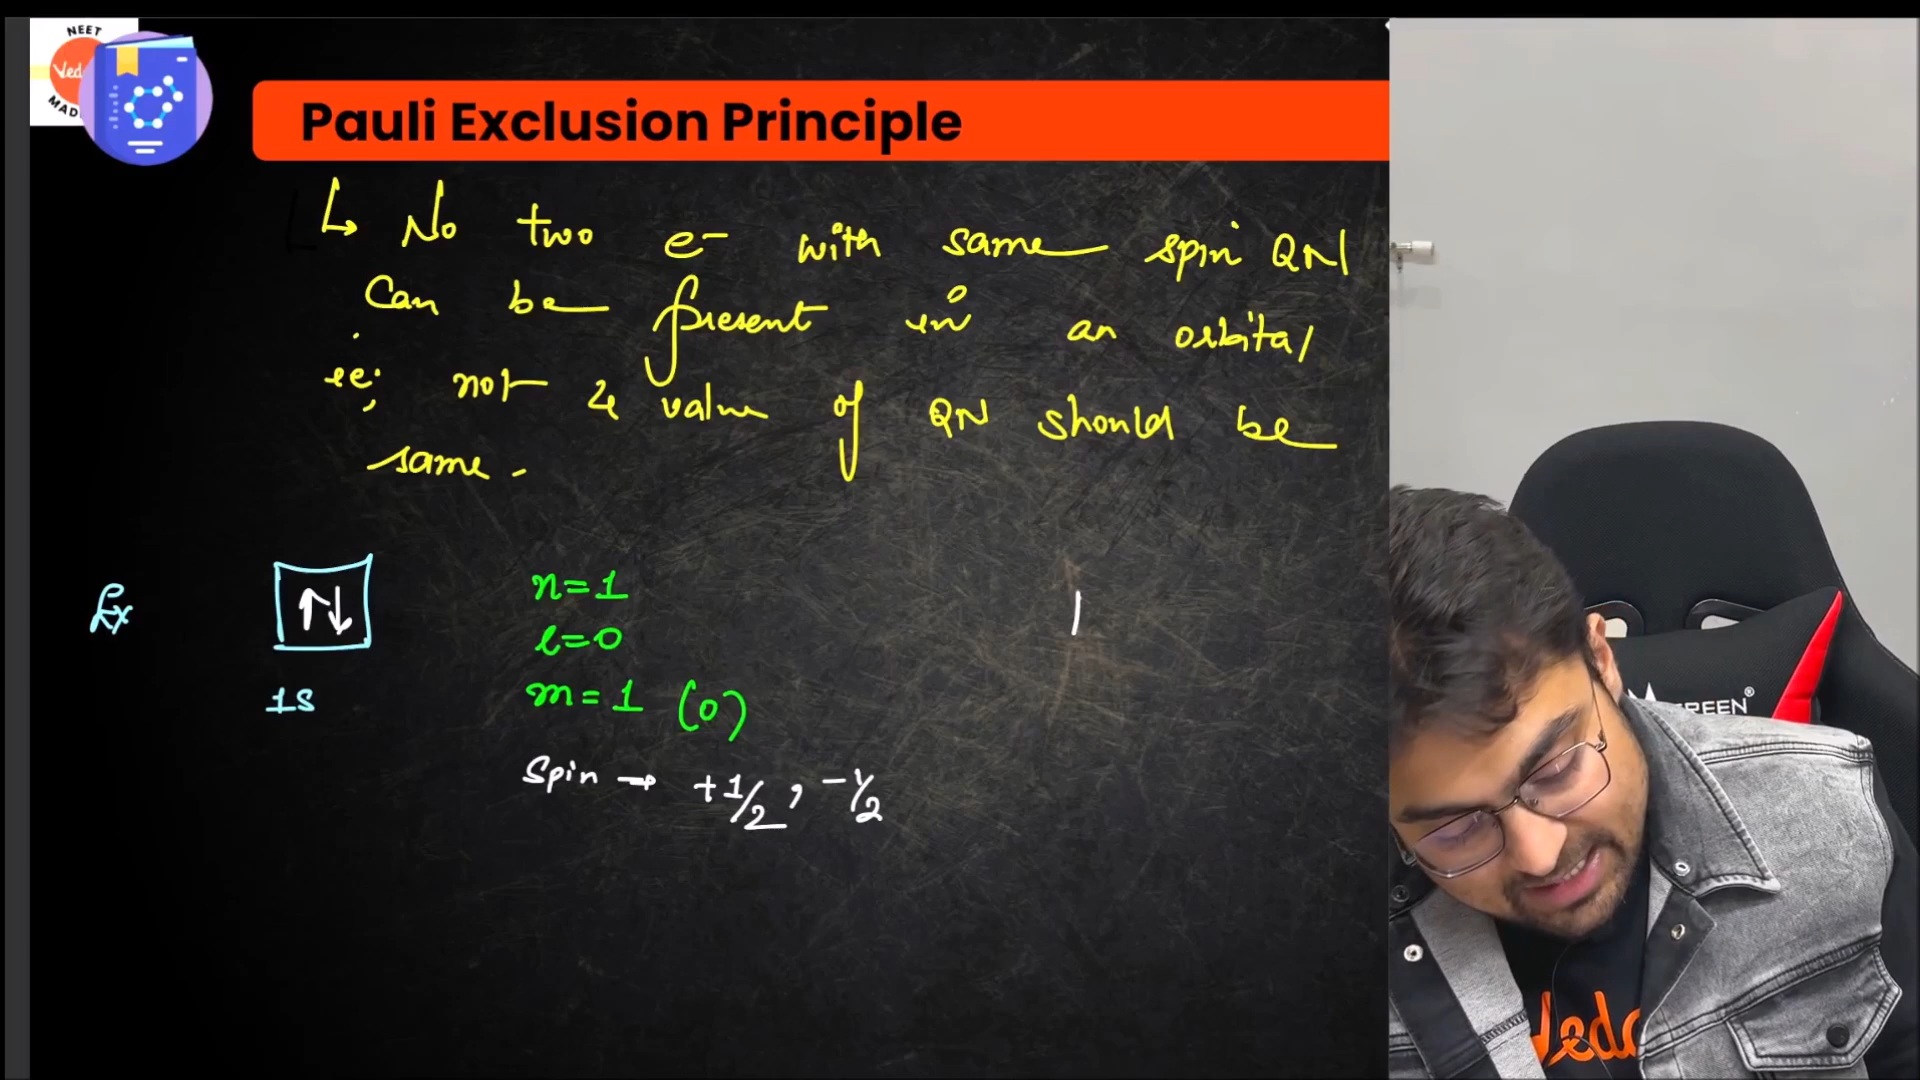 NEET
Ved
MAD
Pauli Exclusion Principle
↳ No two e⁻ with same spin QN
Can be present in an orbital
ie; not 4 value of QN should be
same.
Ex
↑↓
1s
n=1
l=0
m=1 (0)
Spin → +1/2, -1/2
REEN®
Veda